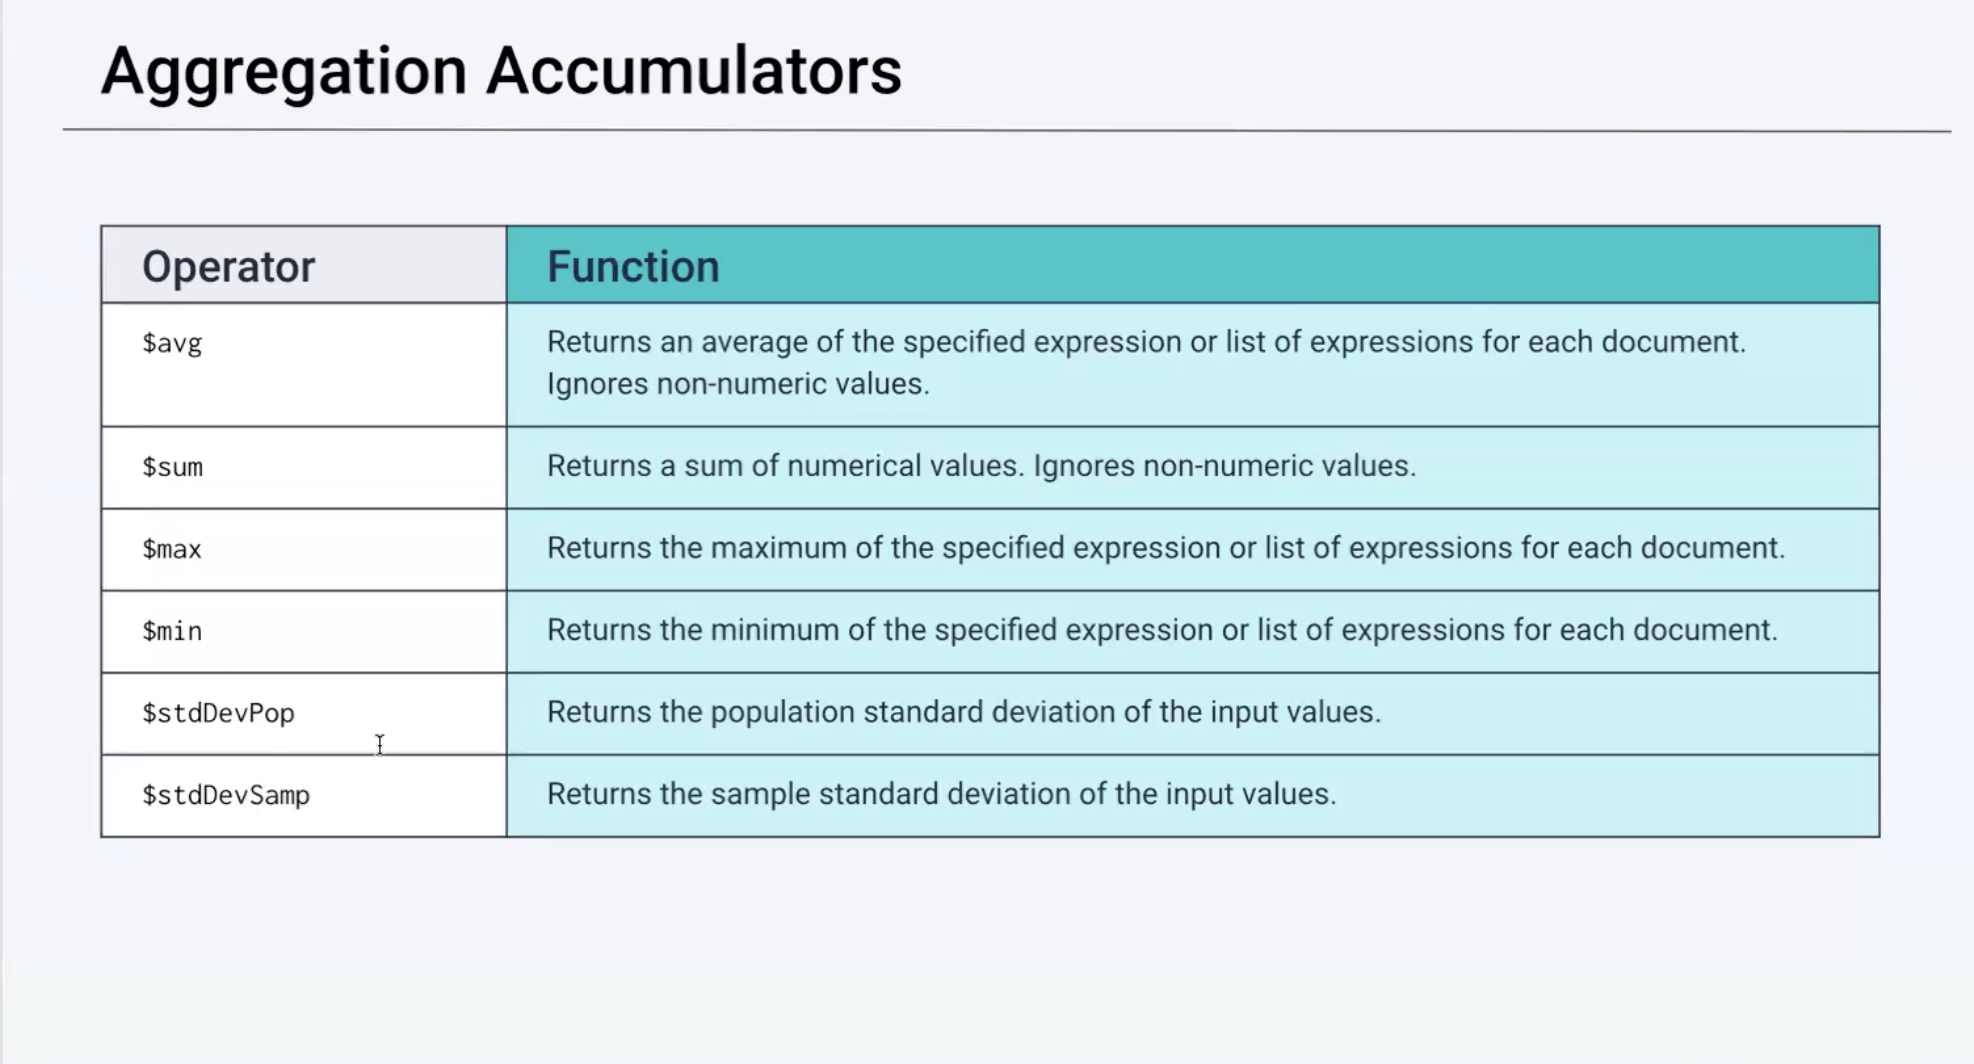 Aggregation Accumulators
Operator
Function
$avg
Returns an average of the specified expression or list of expressions for each document.
Ignores non-numeric values.
$sum
Returns a sum of numerical values. Ignores non-numeric values.
$max
Returns the maximum of the specified expression or list of expressions for each document.
$min
Returns the minimum of the specified expression or list of expressions for each document.
$stdDevPop
Returns the population standard deviation of the input values.
$stdDevSamp
Returns the sample standard deviation of the input values.